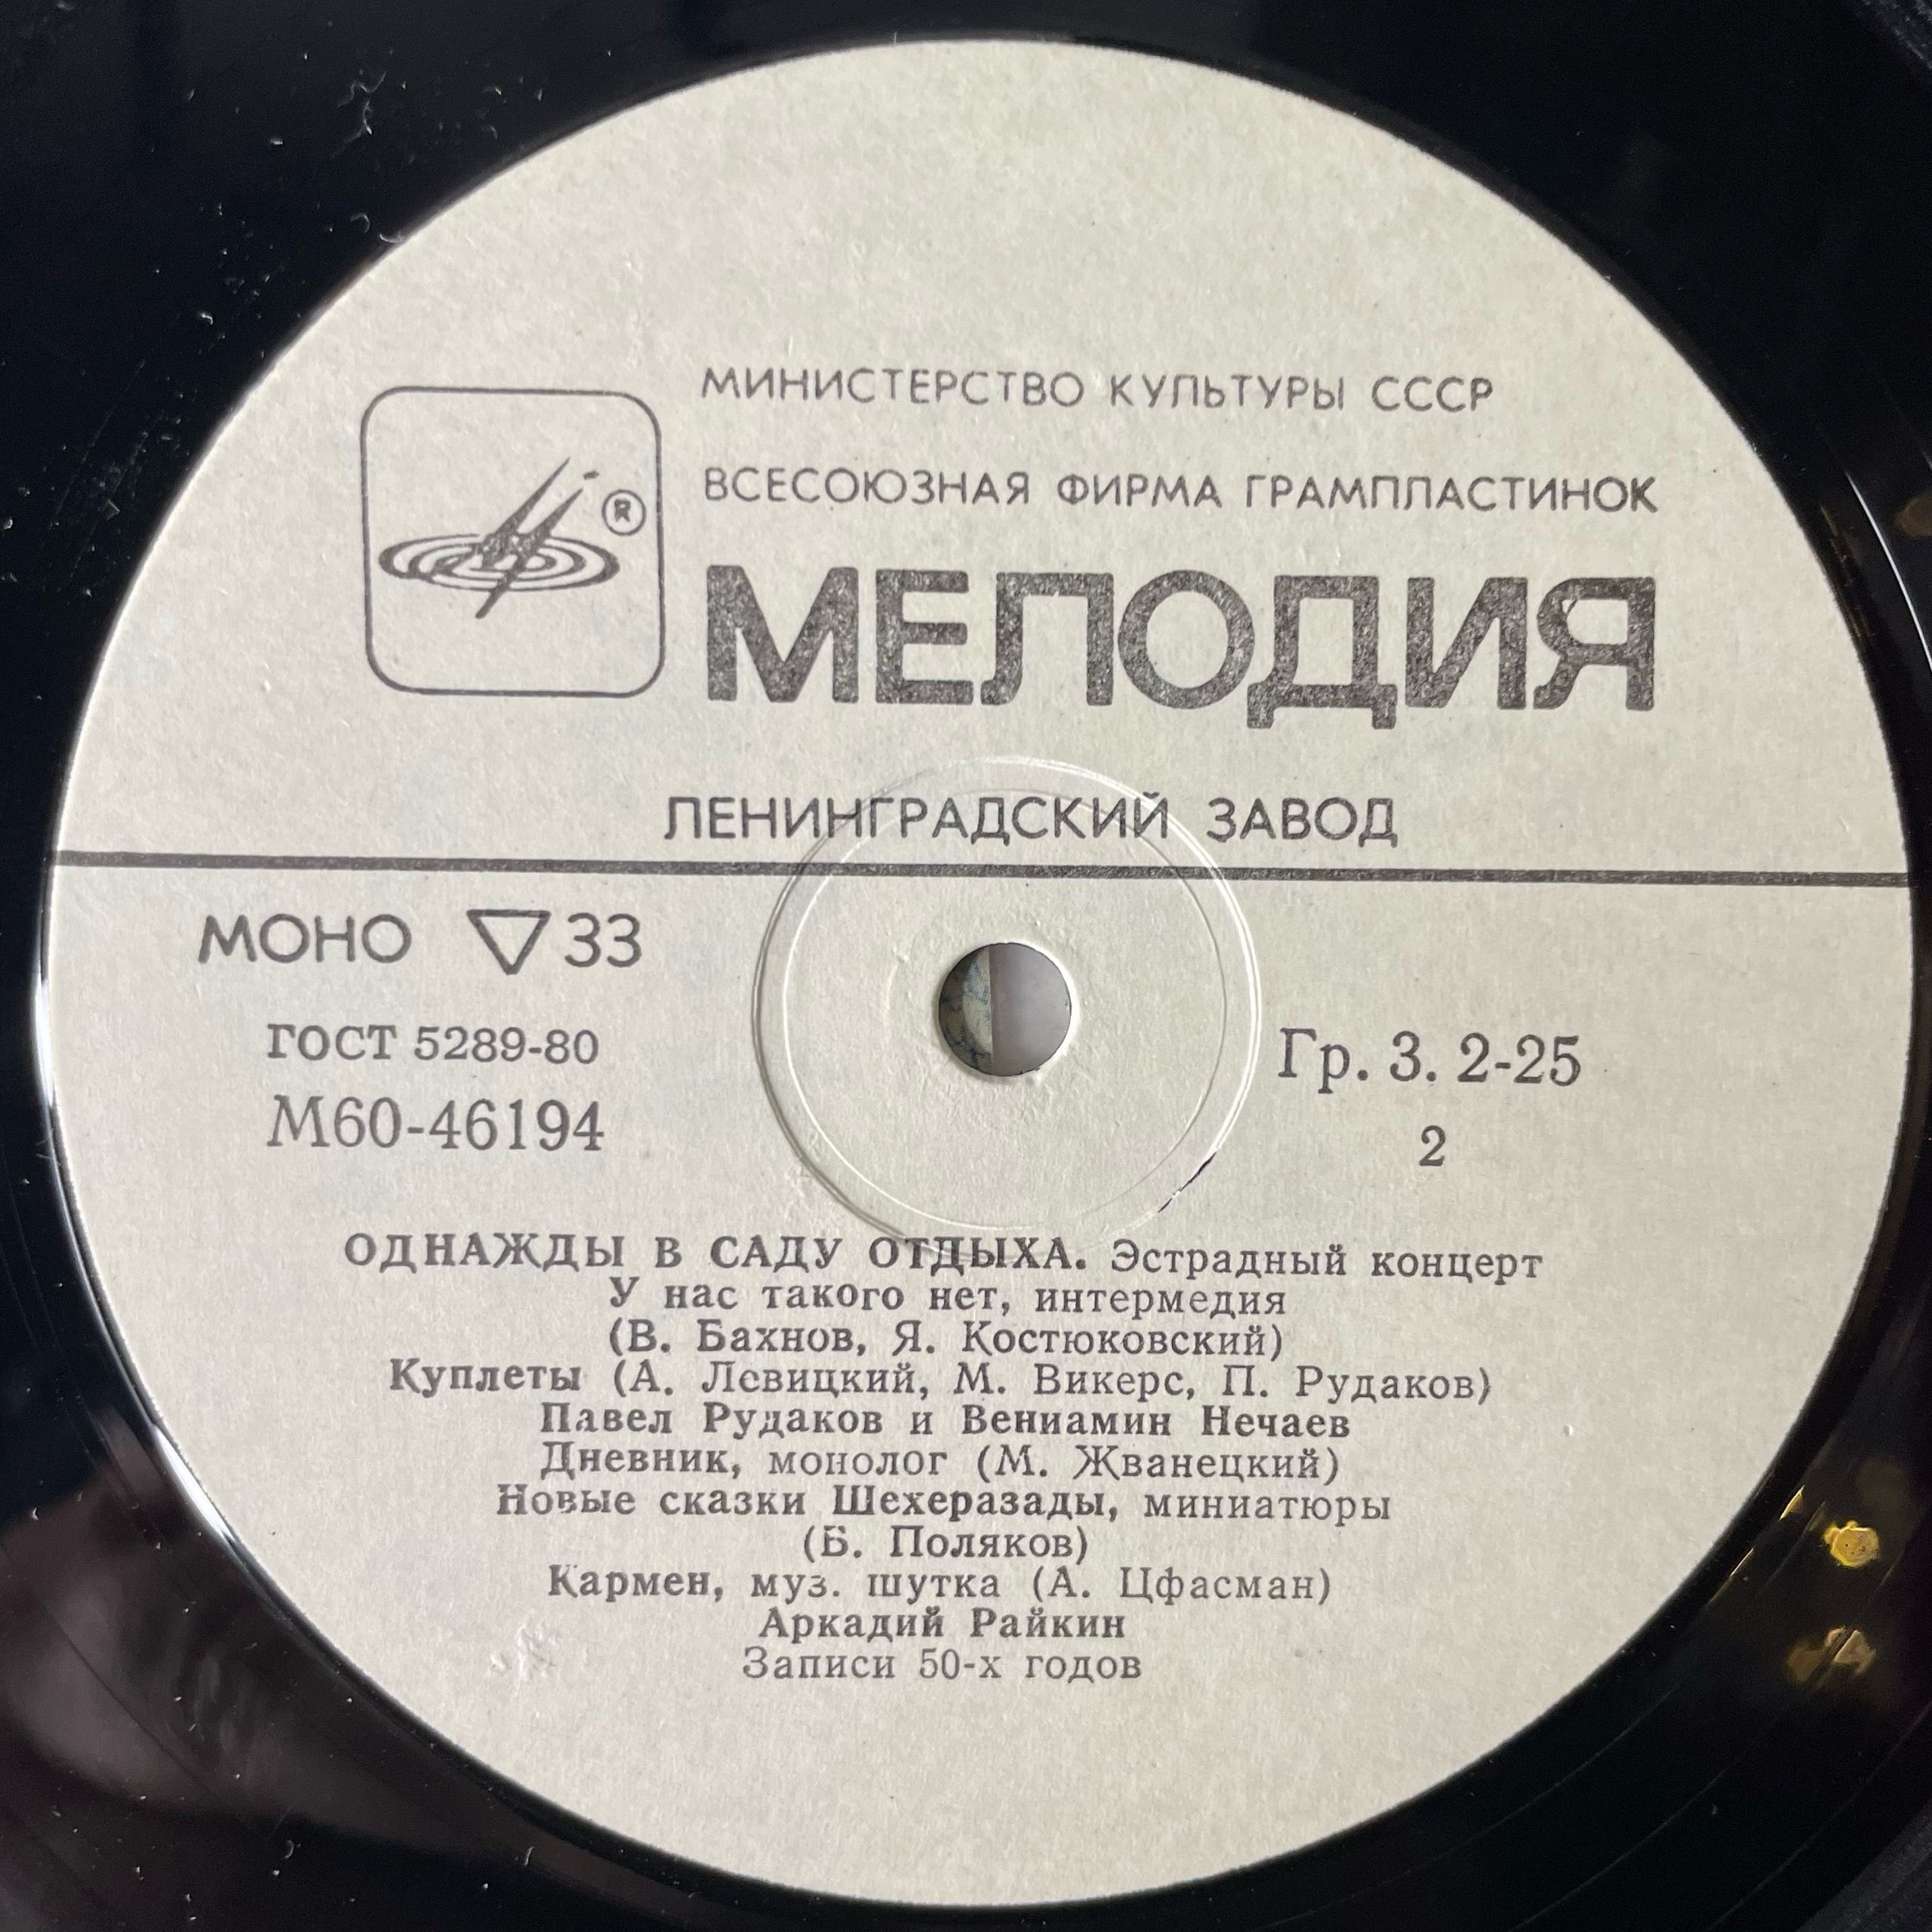 МИНИСТЕРСТВО КУЛЬТУРЫ СССР
ВСЕСОЮЗНАЯ ФИРМА ГРАМПЛАСТИНОК
®
МЕЛОДИЯ
ЛЕНИНГРАДСКИЙ ЗАВОД
МОНО ▽ 33
ГОСТ 5289-80
М60-46194
Гр. 3. 2-25
2
ОДНАЖДЫ В САДУ ОТДЫХА. Эстрадный концерт
У нас такого нет, интермедия
(В. Бахнов, Я. Костюковский)
Куплеты (А. Левицкий, М. Викерс, П. Рудаков)
Павел Рудаков и Вениамин Нечаев
Дневник, монолог (М. Жванецкий)
Новые сказки Шехеразады, миниатюры
(Б. Поляков)
Кармен, муз. шутка (А. Цфасман)
Аркадий Райкин
Записи 50-х годов